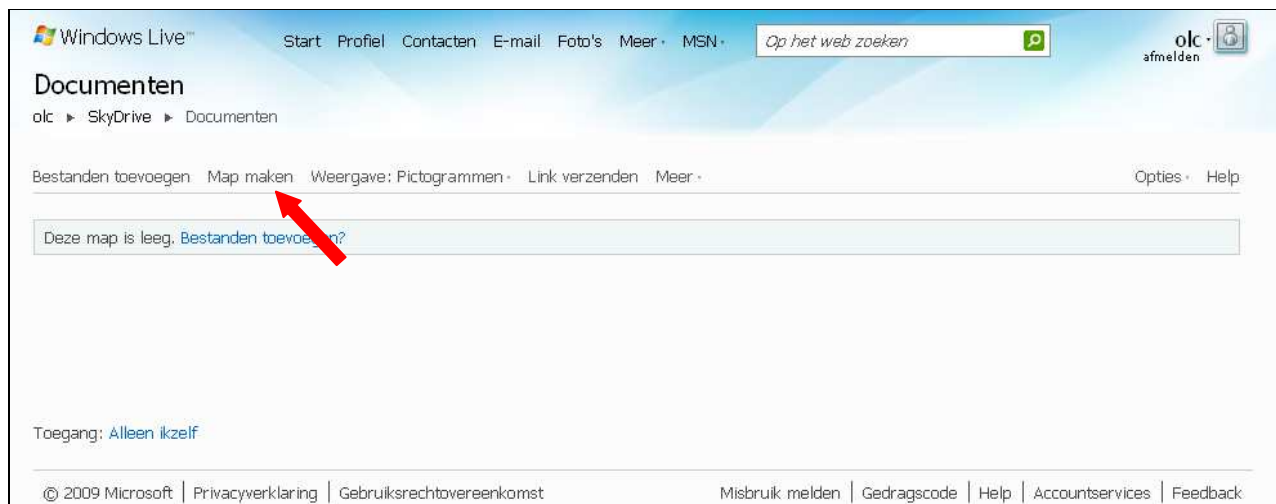 Windows Live™ Start Profiel Contacten E-mail Foto's Meer MSN Op het web zoeken olc
afmelden
Documenten
olc ▸ SkyDrive ▸ Documenten
Bestanden toevoegen Map maken Weergave: Pictogrammen Link verzenden Meer Opties Help
Deze map is leeg. Bestanden toevoegen?
Toegang: Alleen ikzelf
© 2009 Microsoft | Privacyverklaring | Gebruiksrechtovereenkomst Misbruik melden | Gedragscode | Help | Accountservices | Feedback